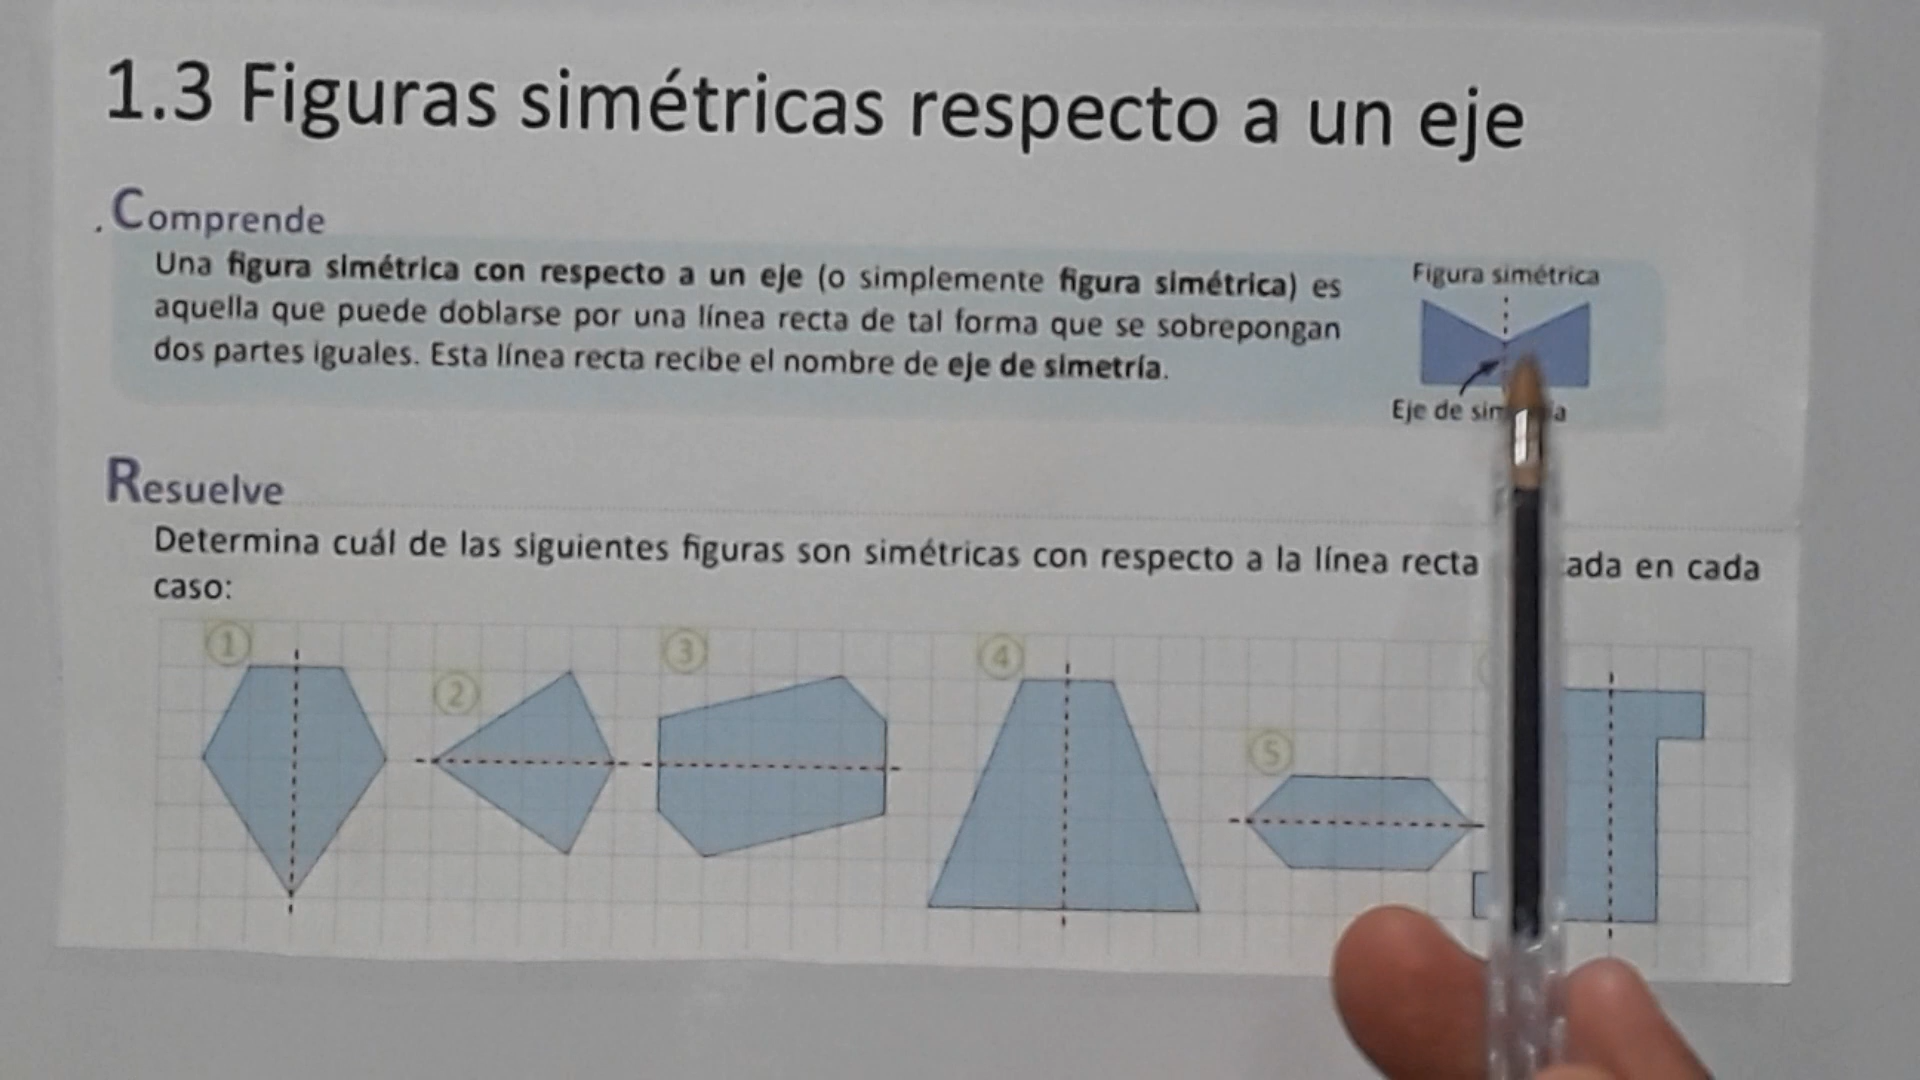 1.3 Figuras simétricas respecto a un eje
Comprende
Una figura simétrica con respecto a un eje (o simplemente figura simétrica) es
aquella que puede doblarse por una línea recta de tal forma que se sobrepongan
dos partes iguales. Esta línea recta recibe el nombre de eje de simetría.
Figura simétrica
Eje de
Resuelve
Determina cuál de las siguientes figuras son simétricas con respecto a la línea recta en cada
caso:
1
2
3
4
5